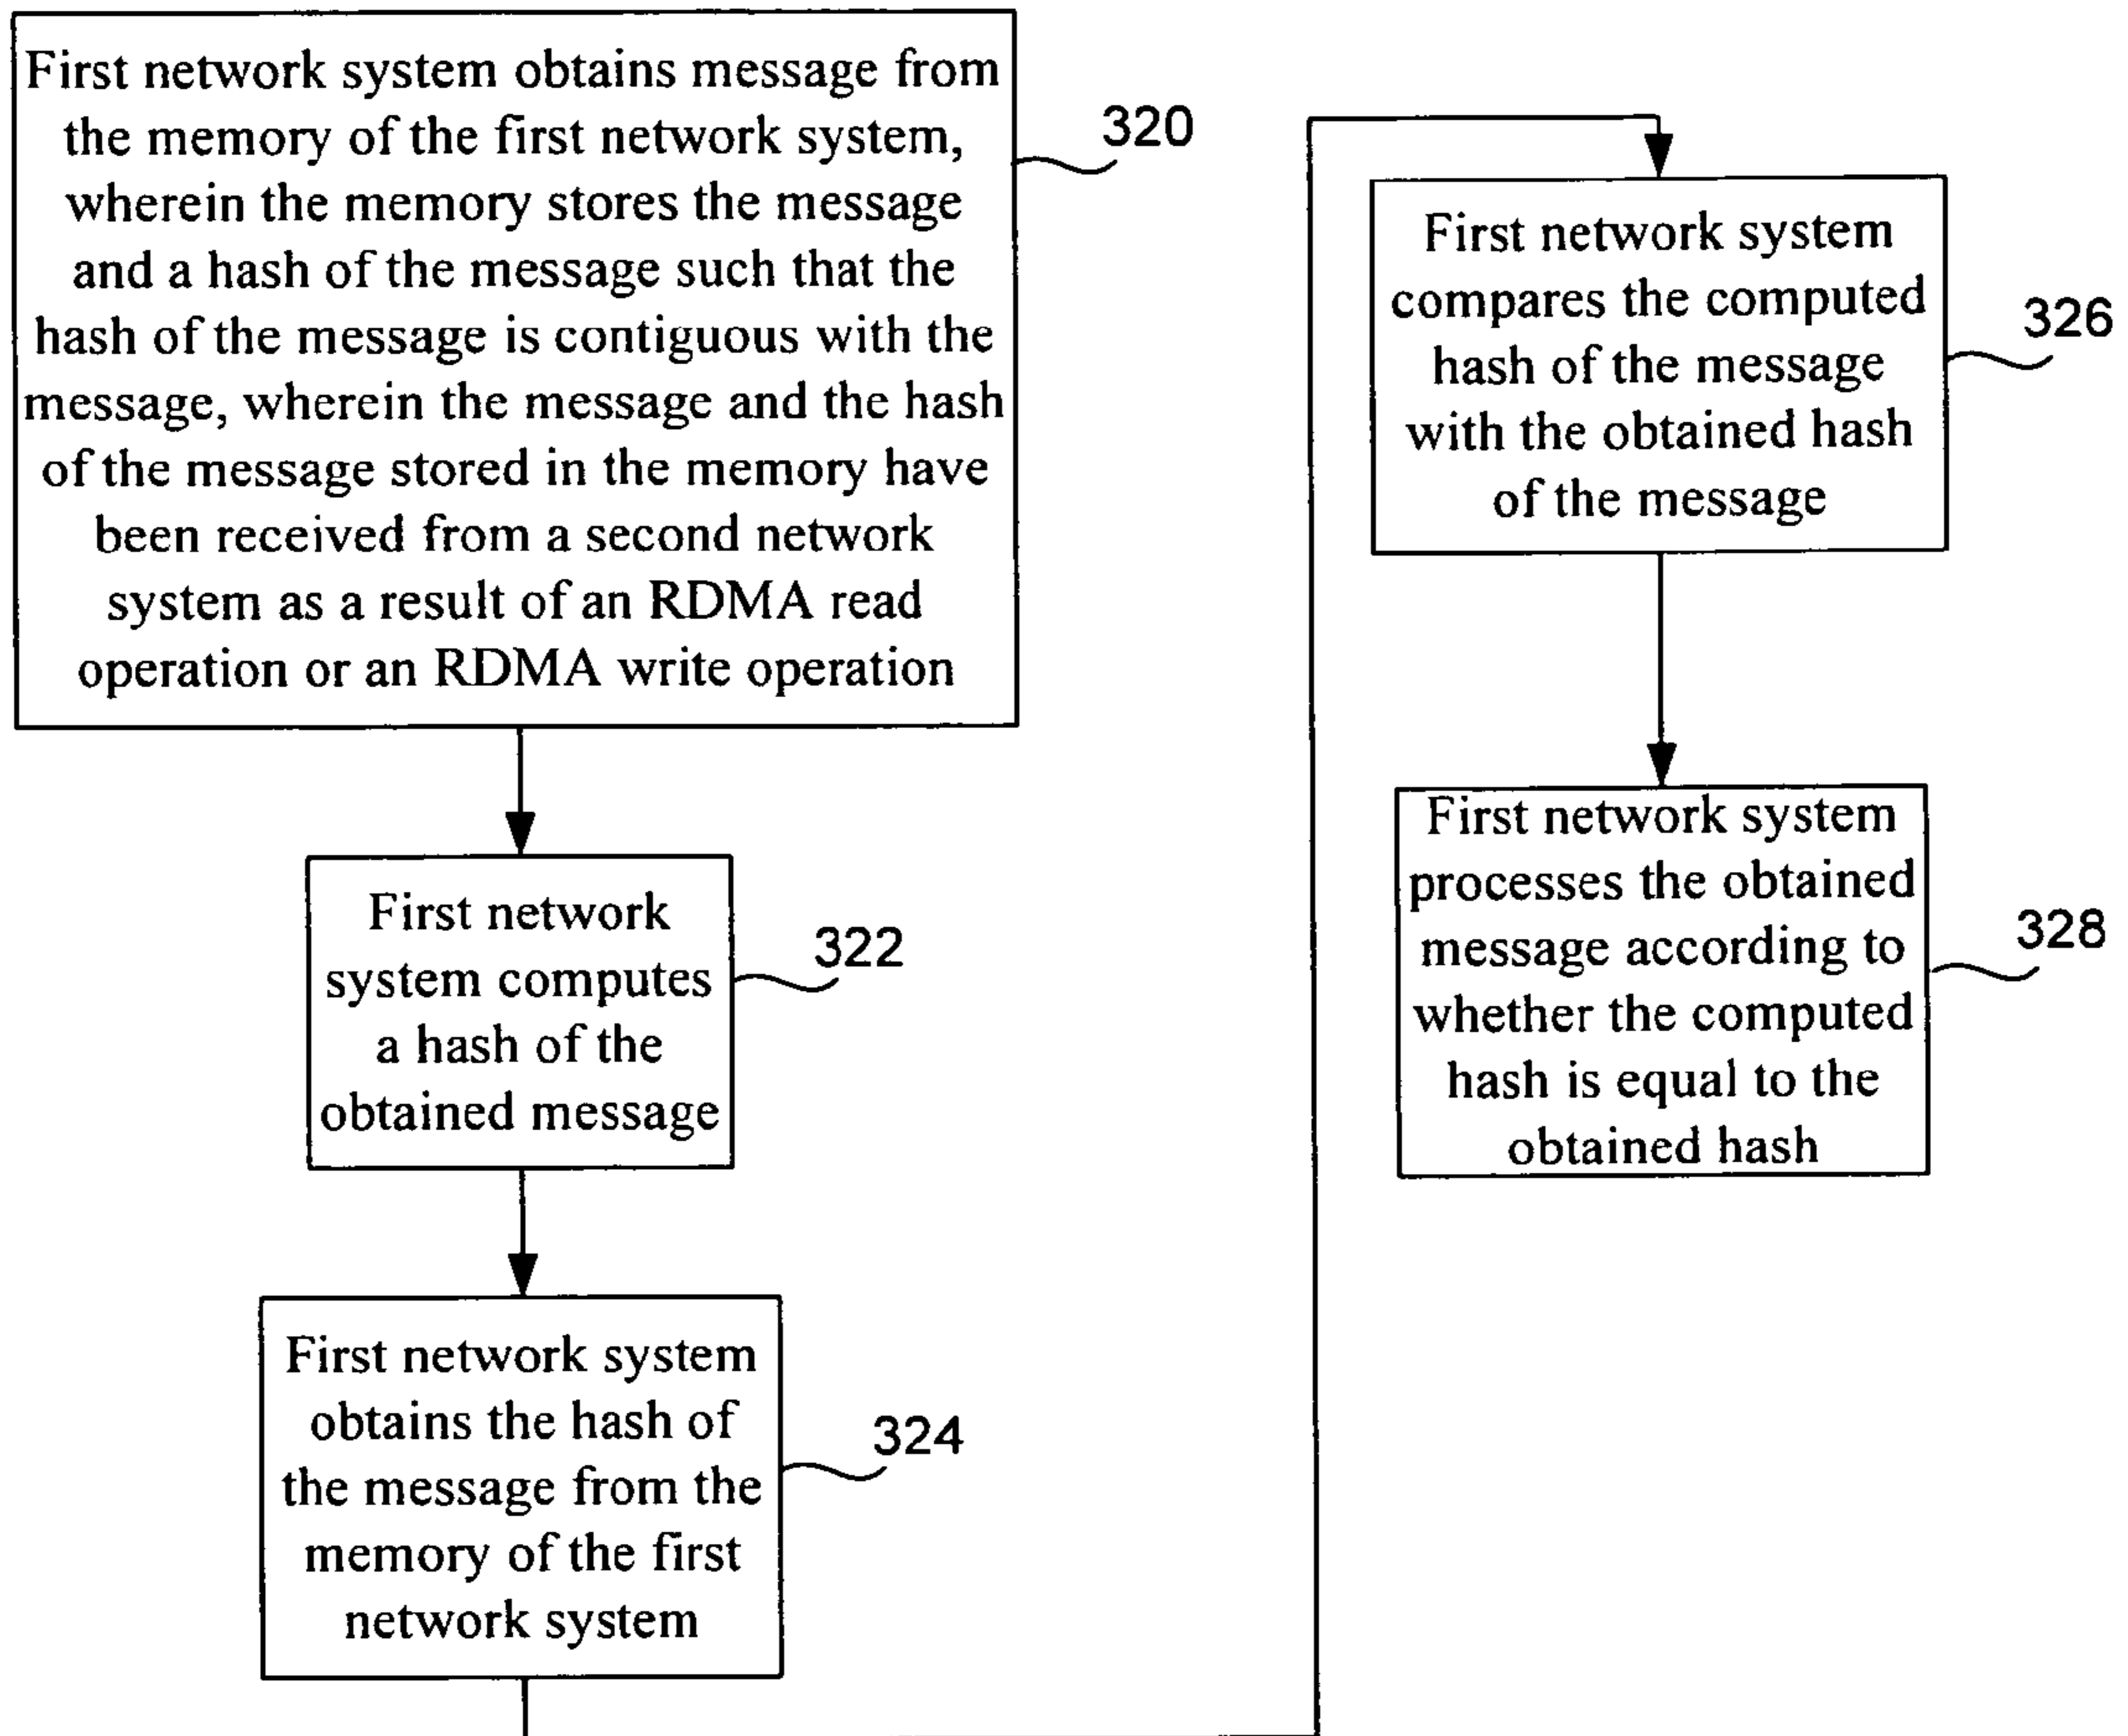 First network system obtains message from
the memory of the first network system,
wherein the memory stores the message
and a hash of the message such that the
hash of the message is contiguous with the
message, wherein the message and the hash
of the message stored in the memory have
been received from a second network
system as a result of an RDMA read
operation or an RDMA write operation
320
First network
system computes
a hash of the
obtained message
322
First network system
obtains the hash of
the message from the
memory of the first
network system
324
First network system
compares the computed
hash of the message
with the obtained hash
of the message
326
First network system
processes the obtained
message according to
whether the computed
hash is equal to the
obtained hash
328